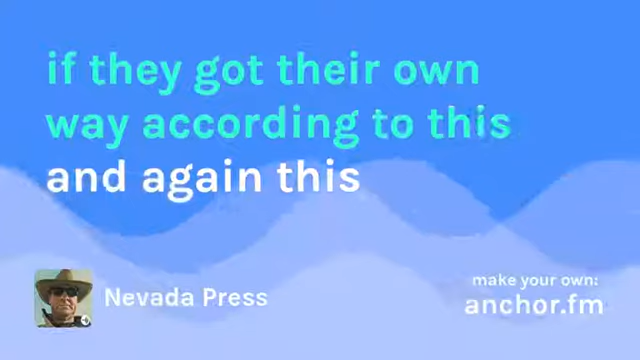 if they got their own
way according to this
and again this
Nevada Press
make your own:
anchor.fm